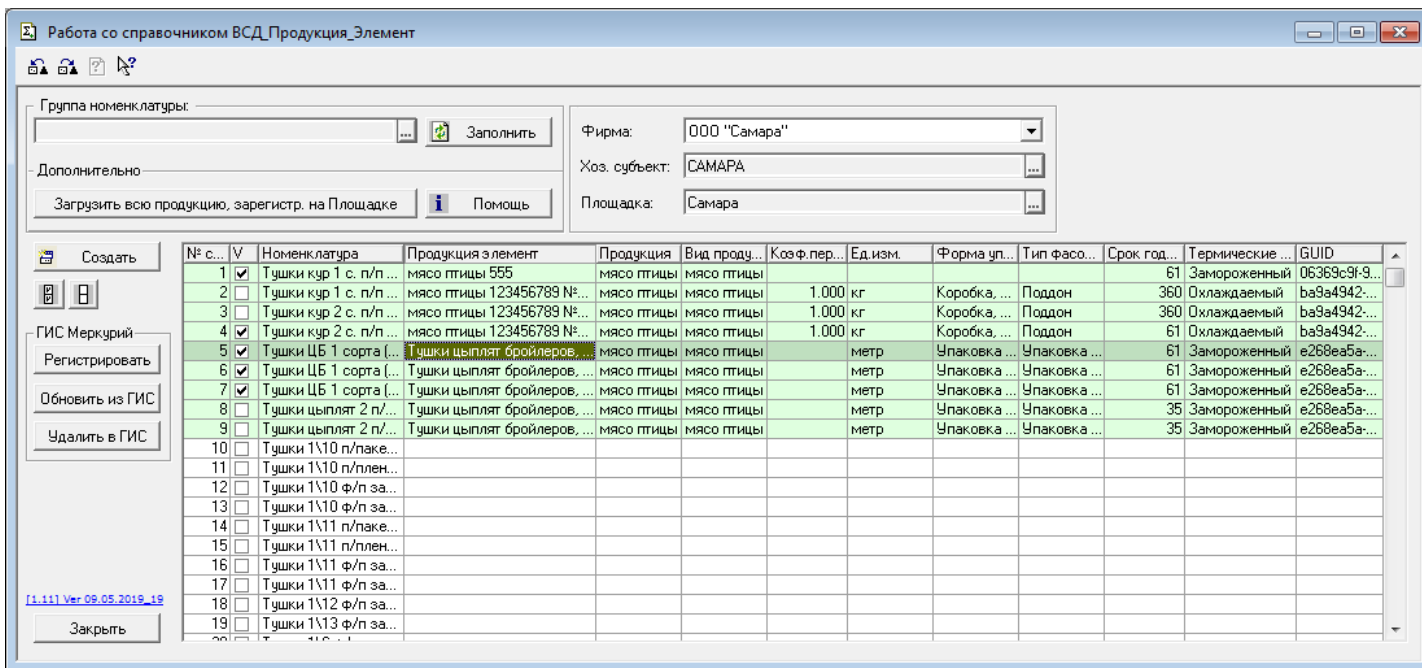 Работа со справочником ВСД_Продукция_Элемент
Группа номенклатуры:
... Заполнить
Дополнительно
Загрузить всю продукцию, зарегистр. на Площадке Помощь
Фирма: ООО "Самара"
Хоз. субъект: САМАРА ...
Площадка: Самара ...
Создать
ГИС Меркурий
Регистрировать
Обновить из ГИС
Удалить в ГИС
[1.11] Ver 09.05.2019_19
Закрыть
№ с... V Номенклатура Продукция элемент Продукция Вид проду... Коэф.пер... Ед.изм. Форма уп... Тип фасо... Срок год... Термические ... GUID
1 Тушки кур 1 с. п/п ... мясо птицы 555 мясо птицы мясо птицы 61 Замороженный 06369c9f-9...
2 Тушки кур 1 с. п/п ... мясо птицы 123456789 №... мясо птицы мясо птицы 1.000 кг Коробка, ... Поддон 360 Охлаждаемый ba9a4942-...
3 Тушки кур 2 с. п/п ... мясо птицы 123456789 №... мясо птицы мясо птицы 1.000 кг Коробка, ... Поддон 360 Охлаждаемый ba9a4942-...
4 Тушки кур 2 с. п/п ... мясо птицы 123456789 №... мясо птицы мясо птицы 1.000 кг Коробка, ... Поддон 61 Охлаждаемый ba9a4942-...
5 Тушки ЦБ 1 сорта (... Тушки цыплят бройлеров, ... мясо птицы мясо птицы метр Упаковка ... Упаковка ... 61 Замороженный e268ea5a-...
6 Тушки ЦБ 1 сорта (... Тушки цыплят бройлеров, ... мясо птицы мясо птицы метр Упаковка ... Упаковка ... 61 Замороженный e268ea5a-...
7 Тушки ЦБ 1 сорта (... Тушки цыплят бройлеров, ... мясо птицы мясо птицы метр Упаковка ... Упаковка ... 61 Замороженный e268ea5a-...
8 Тушки цыплят 2 п/... Тушки цыплят бройлеров, ... мясо птицы мясо птицы метр Упаковка ... Упаковка ... 35 Замороженный e268ea5a-...
9 Тушки цыплят 2 п/... Тушки цыплят бройлеров, ... мясо птицы мясо птицы метр Упаковка ... Упаковка ... 35 Замороженный e268ea5a-...
10 Тушки 1\10 п/паке...
11 Тушки 1\10 п/плен...
12 Тушки 1\10 ф/п за...
13 Тушки 1\10 ф/п за...
14 Тушки 1\11 п/паке...
15 Тушки 1\11 п/плен...
16 Тушки 1\11 ф/п за...
17 Тушки 1\11 ф/п за...
18 Тушки 1\12 ф/п за...
19 Тушки 1\13 ф/п за...